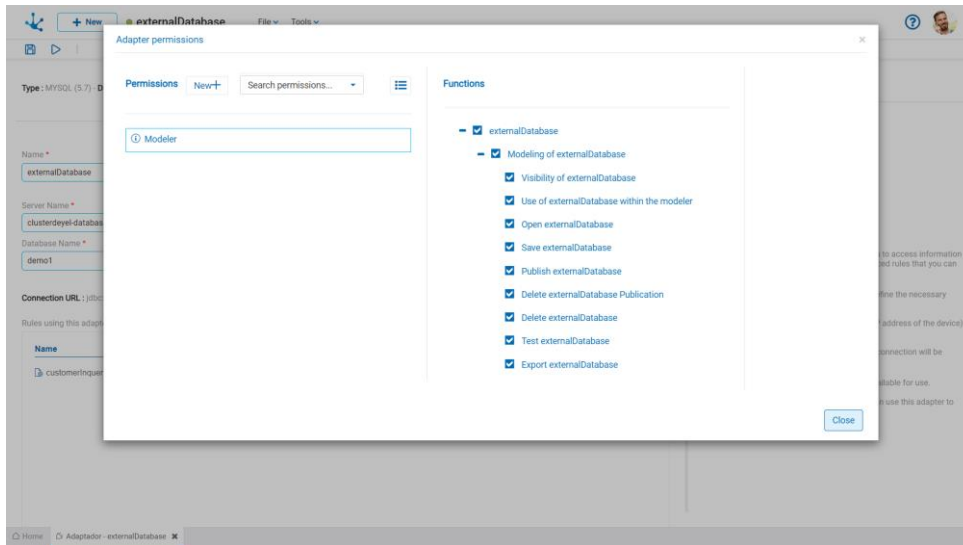 + New
externalDatabase
File
Tools
?
Adapter permissions
×
Type : MYSQL (5.7) - D
Permissions
New+
Search permissions...
Functions
Modeler
externalDatabase
Modeling of externalDatabase
Visibility of externalDatabase
Use of externalDatabase within the modeler
Open externalDatabase
Save externalDatabase
Publish externalDatabase
Delete externalDatabase Publication
Delete externalDatabase
Test externalDatabase
Export externalDatabase
Name *
externalDatabase
Server Name *
clusterdeyel-databas
Database Name *
demo1
Connection URL : jdbc:
Rules using this adapt
Name
customerInquer
to access information
ed rules that you can
fine the necessary
address of the device)
connection will be
ailable for use.
n use this adapter to
Close
Home
Adaptador - externalDatabase ✖